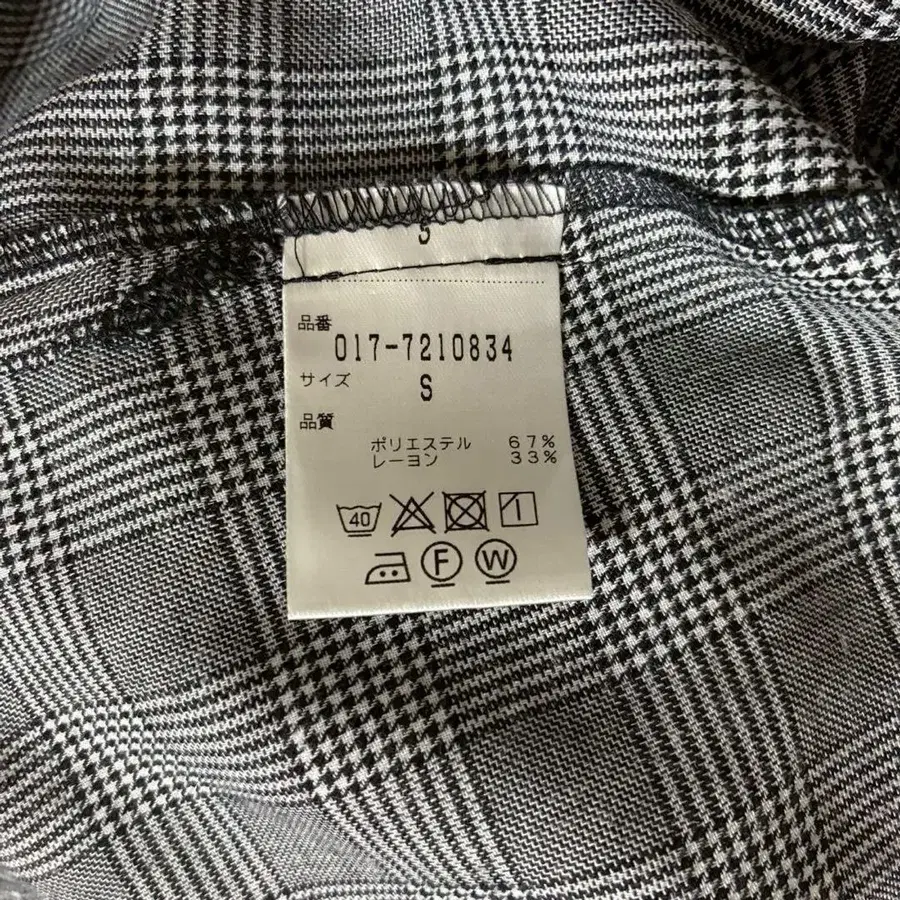 品番
017-7210834
サイズ
S
品質
ポリエステル 67%
レーヨン 33%
40
F W